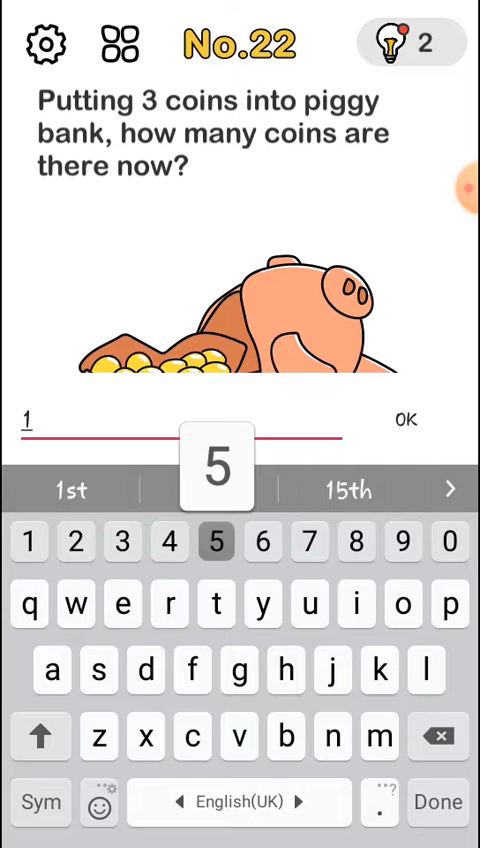 No.22
2
Putting 3 coins into piggy
bank, how many coins are
there now?
1
OK
5
1st
15th
1 2 3 4 5 6 7 8 9 0
q w e r t y u i o p
a s d f g h j k l
z x c v b n m
Sym
English(UK)
. ...?
Done